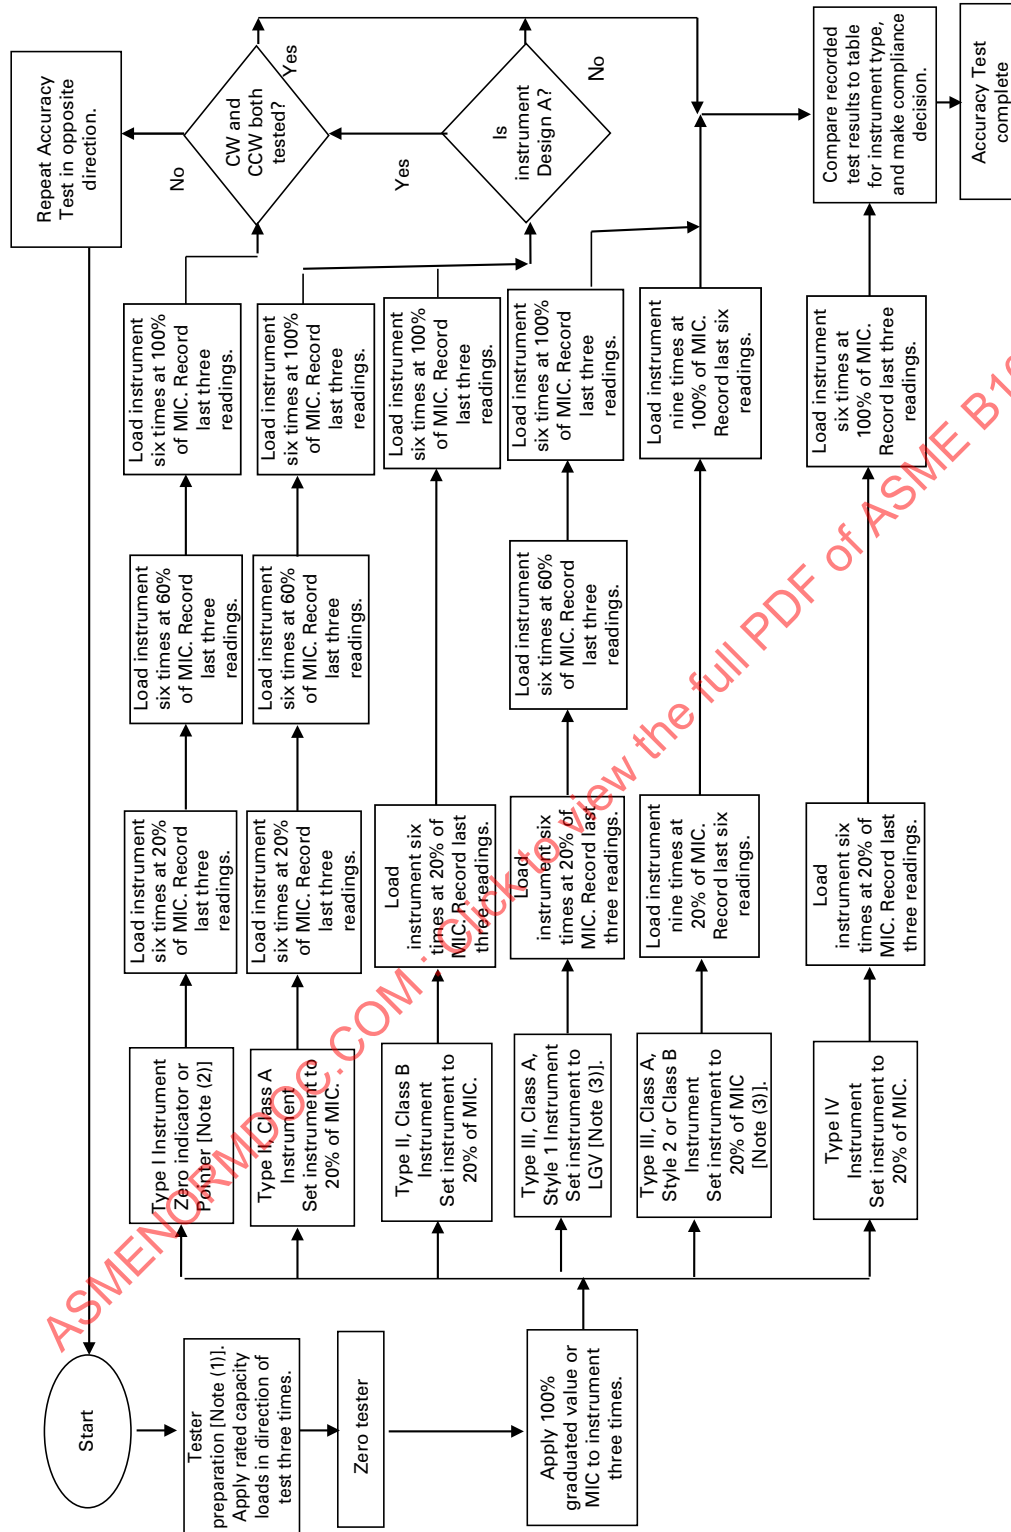 Start
Tester
preparation [Note (1)].
Apply rated capacity
loads in direction of
test three times.
Zero tester
Apply 100%
graduated value or
MIC to instrument
three times.
Type I Instrument
Zero indicator or
Pointer [Note (2)]
Load instrument
six times at 20%
of MIC. Record
last three
readings.
Load instrument
six times at 60%
of MIC. Record
last three
readings.
Load instrument
six times at 100%
of MIC. Record
last three
readings.
Type II, Class A
Instrument
Set instrument to
20% of MIC.
Load instrument
six times at 20%
of MIC. Record
last three
readings.
Load instrument
six times at 60%
of MIC. Record
last three
readings.
Load instrument
six times at 100%
of MIC. Record
last three
readings.
Type II, Class B
Instrument
Set instrument to
20% of MIC.
Load
instrument six
times at 20% of
MIC. Record last
three readings.
Load instrument
six times at 100%
of MIC. Record
last three
readings.
Type III, Class A,
Style 1 Instrument
Set instrument to
LGV [Note (3)].
Load
instrument six
times at 20% of
MIC. Record last
three readings.
Load instrument
six times at 60%
of MIC. Record
last three
readings.
Load instrument
six times at 100%
of MIC. Record
last three
readings.
Type III, Class A,
Style 2 or Class B
Instrument
Set instrument to
20% of MIC
[Note (3)].
Load instrument
nine times at
20% of MIC.
Record last six
readings.
Load instrument
nine times at
100% of MIC.
Record last six
readings.
Type IV
Instrument
Set instrument to
20% of MIC.
Load
instrument six
times at 20% of
MIC. Record last
three readings.
Load instrument
six times at
100% of MIC.
Record last three
readings.
Repeat Accuracy
Test in opposite
direction.
No
CW and
CCW both
tested?
Yes
Yes
Is
instrument
Design A?
No
Compare recorded
test results to table
for instrument type,
and make compliance
decision.
Accuracy Test
complete
ASMENORMDOC.COM : Click to view the full PDF of ASME B10